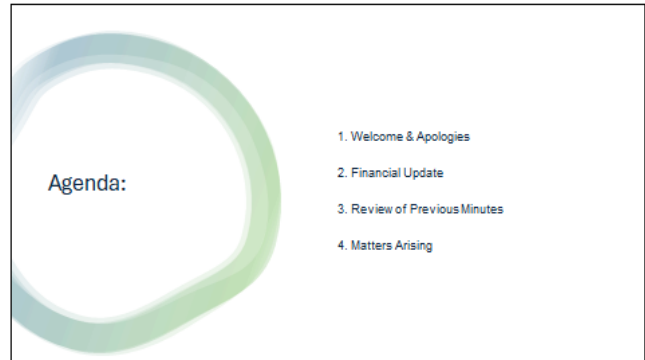 Agenda:
1. Welcome & Apologies
2. Financial Update
3. Review of Previous Minutes
4. Matters Arising